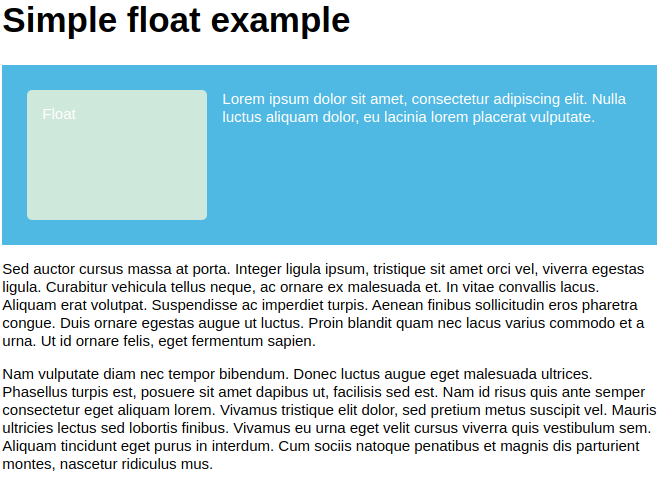 Simple float example
Float
Lorem ipsum dolor sit amet, consectetur adipiscing elit. Nulla
luctus aliquam dolor, eu lacinia lorem placerat vulputate.
Sed auctor cursus massa at porta. Integer ligula ipsum, tristique sit amet orci vel, viverra egestas
ligula. Curabitur vehicula tellus neque, ac ornare ex malesuada et. In vitae convallis lacus.
Aliquam erat volutpat. Suspendisse ac imperdiet turpis. Aenean finibus sollicitudin eros pharetra
congue. Duis ornare egestas augue ut luctus. Proin blandit quam nec lacus varius commodo et a
urna. Ut id ornare felis, eget fermentum sapien.
Nam vulputate diam nec tempor bibendum. Donec luctus augue eget malesuada ultrices.
Phasellus turpis est, posuere sit amet dapibus ut, facilisis sed est. Nam id risus quis ante semper
consectetur eget aliquam lorem. Vivamus tristique elit dolor, sed pretium metus suscipit vel. Mauris
ultricies lectus sed lobortis finibus. Vivamus eu urna eget velit cursus viverra quis vestibulum sem.
Aliquam tincidunt eget purus in interdum. Cum sociis natoque penatibus et magnis dis parturient
montes, nascetur ridiculus mus.